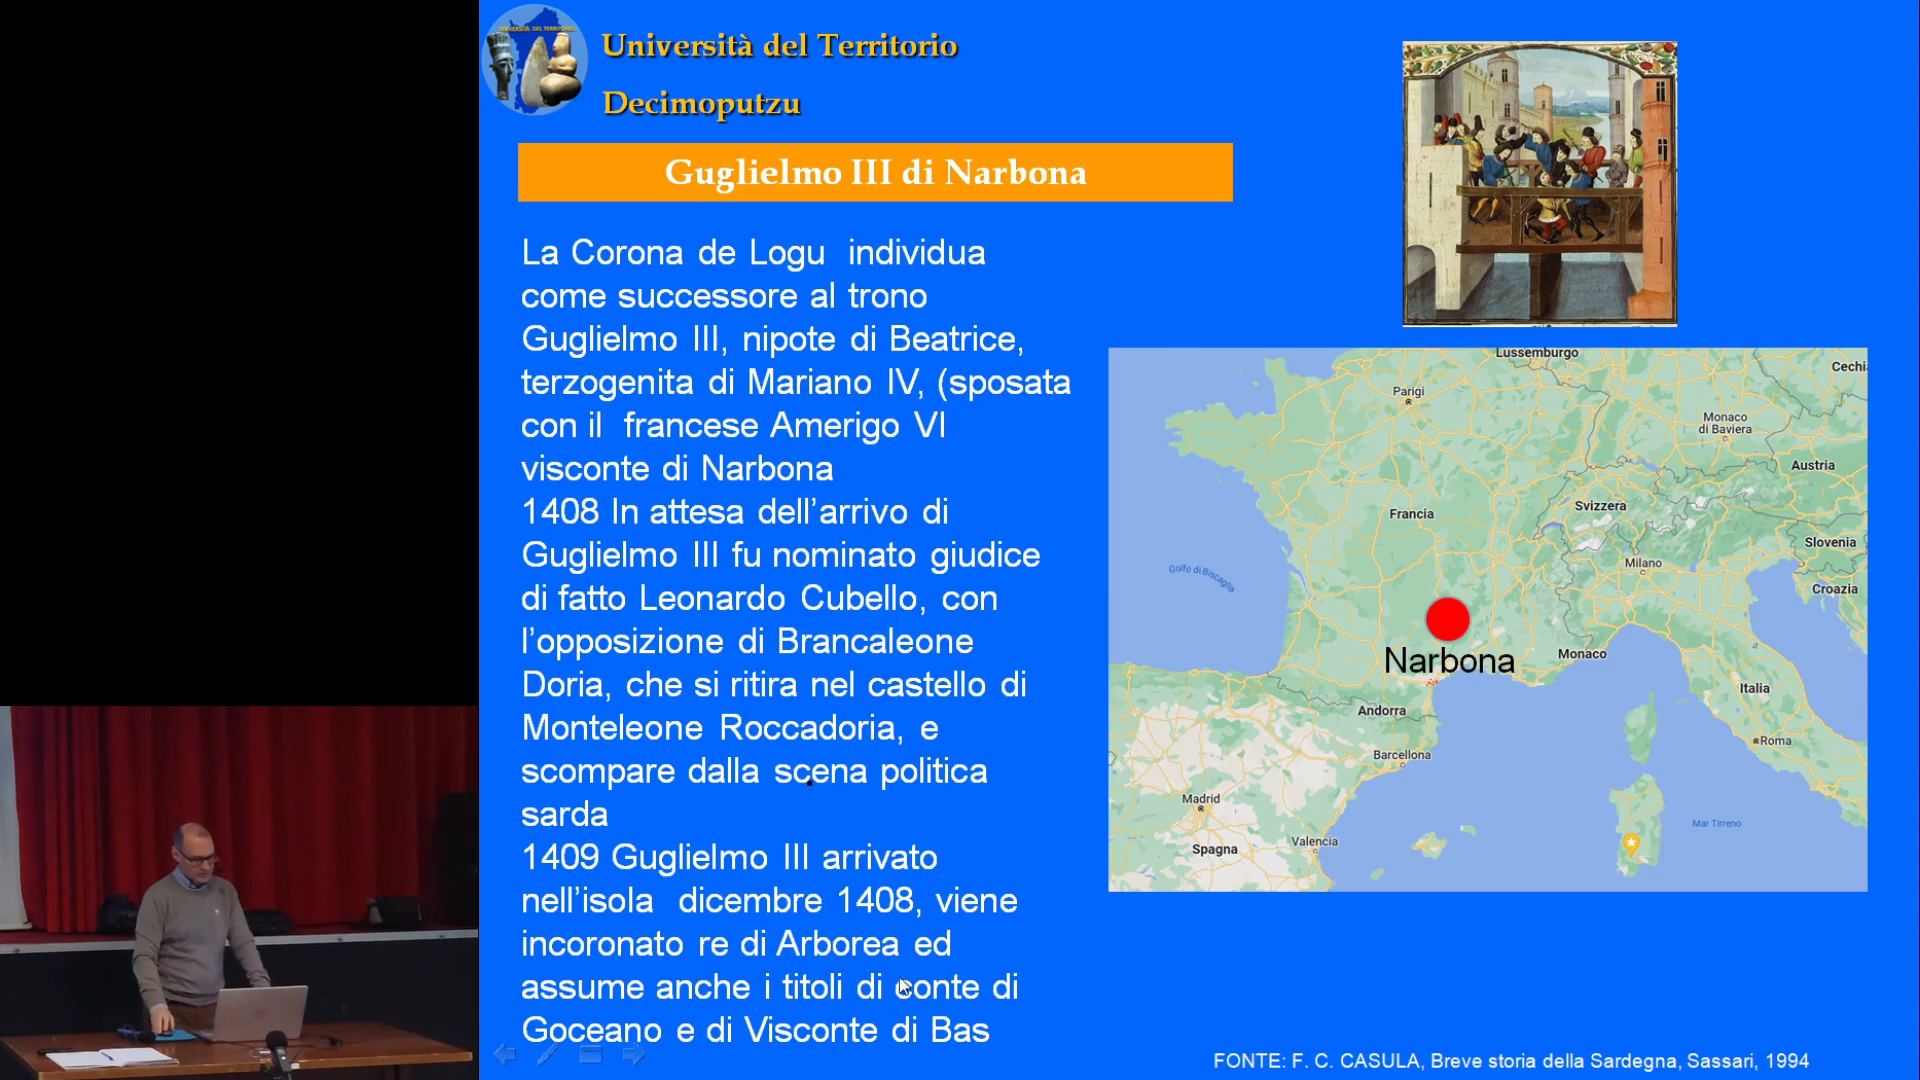 UNIVERSITÀ DEL TERRITORIO
Università del Territorio
Decimoputzu
Guglielmo III di Narbona
La Corona de Logu individua
come successore al trono
Guglielmo III, nipote di Beatrice,
terzogenita di Mariano IV, (sposata
con il francese Amerigo VI
visconte di Narbona
1408 In attesa dell'arrivo di
Guglielmo III fu nominato giudice
di fatto Leonardo Cubello, con
l'opposizione di Brancaleone
Doria, che si ritira nel castello di
Monteleone Roccadoria, e
scompare dalla scena politica
sarda
1409 Guglielmo III arrivato
nell'isola dicembre 1408, viene
incoronato re di Arborea ed
assume anche i titoli di conte di
Goceano e di Visconte di Bas
Lussemburgo
Cechi
Parigi
Monaco
di Baviera
Austria
Svizzera
Francia
Slovenia
Milano
Golfo di Biscaglia
Croazia
Narbona
Monaco
Italia
Andorra
Roma
Barcellona
Madrid
Mar Tirreno
Valencia
Spagna
FONTE: F. C. CASULA, Breve storia della Sardegna, Sassari, 1994